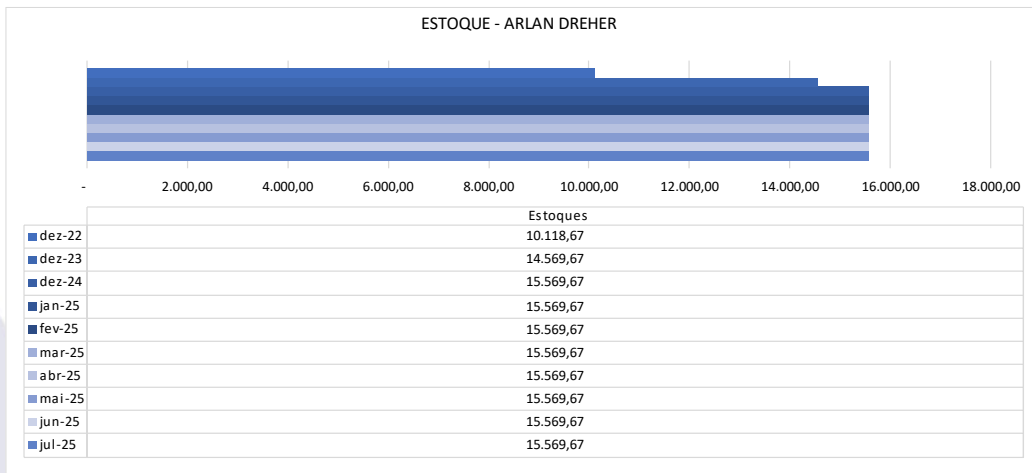 ESTOQUE - ARLAN DREHER
- 2.000,00 4.000,00 6.000,00 8.000,00 10.000,00 12.000,00 14.000,00 16.000,00 18.000,00
Estoques
dez-22 10.118,67
dez-23 14.569,67
dez-24 15.569,67
jan-25 15.569,67
fev-25 15.569,67
mar-25 15.569,67
abr-25 15.569,67
mai-25 15.569,67
jun-25 15.569,67
jul-25 15.569,67